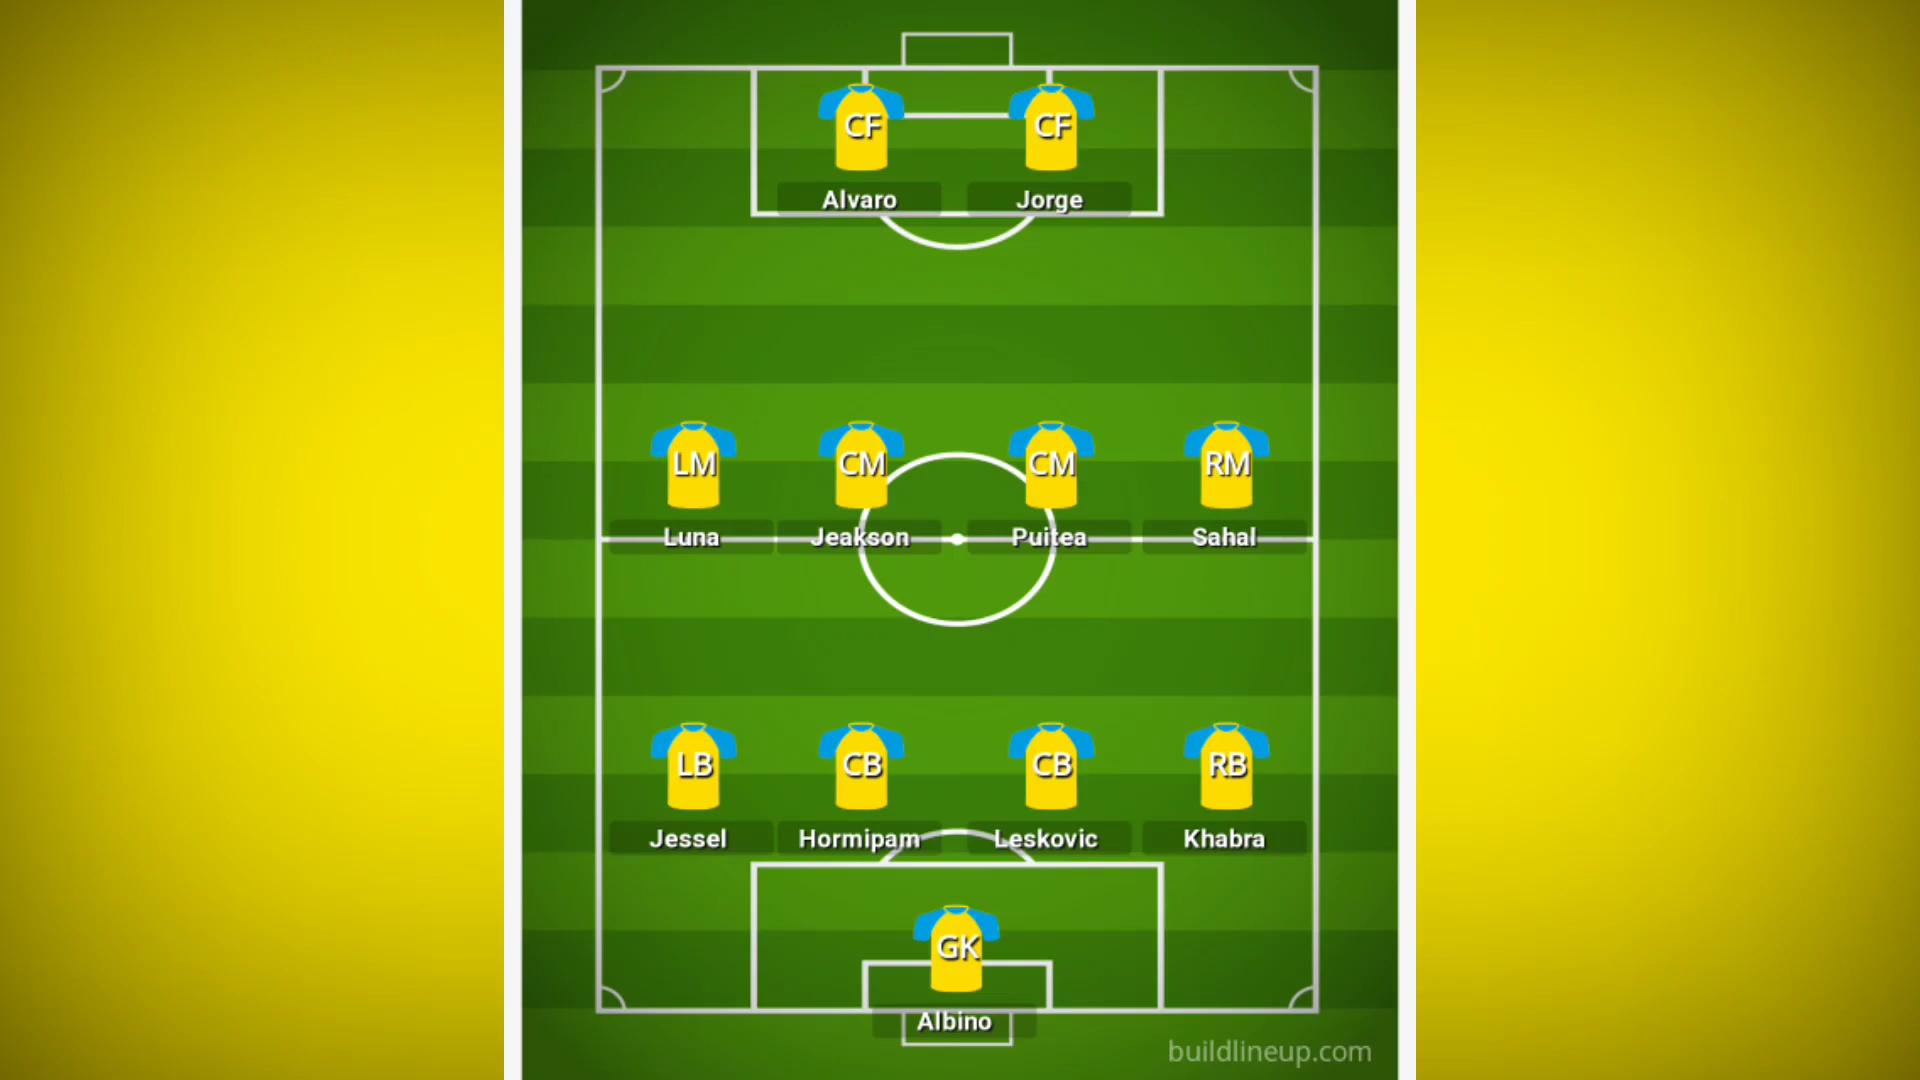 CF CF
Alvaro Jorge
LM CM CM RM
Luna Jeakson Puitea Sahal
LB CB CB RB
Jessel Hormipam Leskovic Khabra
GK
Albino
buildlineup.com